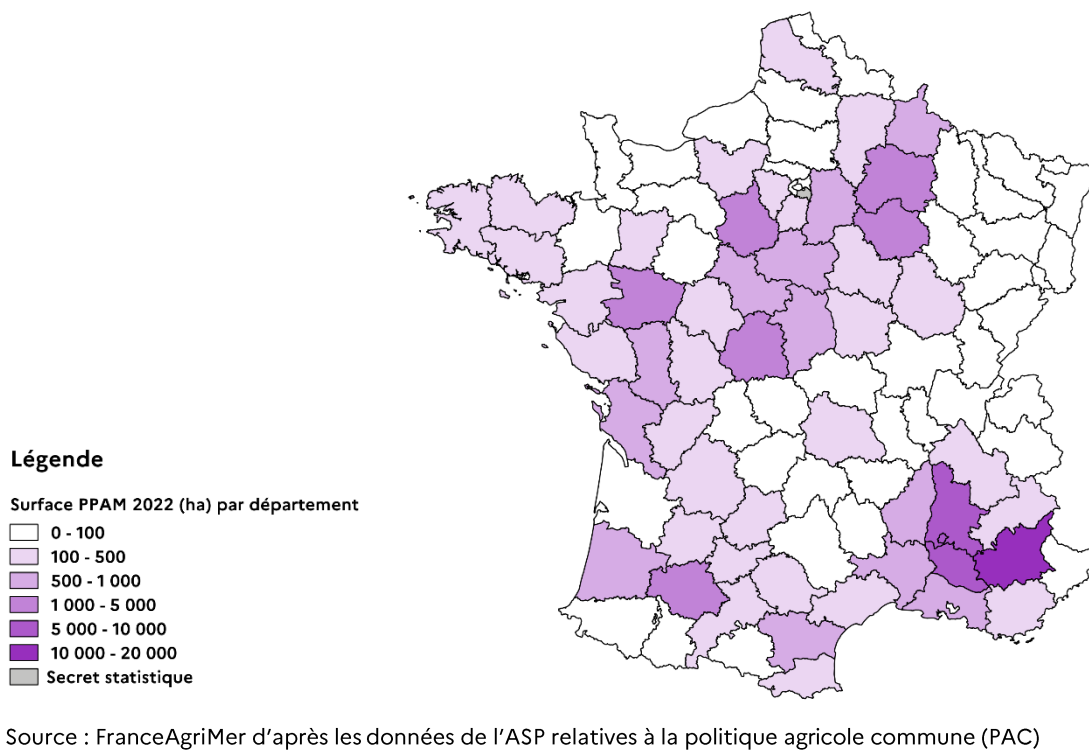 Légende
Surface PPAM 2022 (ha) par département
0 - 100
100 - 500
500 - 1 000
1 000 - 5 000
5 000 - 10 000
10 000 - 20 000
Secret statistique
Source : FranceAgriMer d'après les données de l'ASP relatives à la politique agricole commune (PAC)